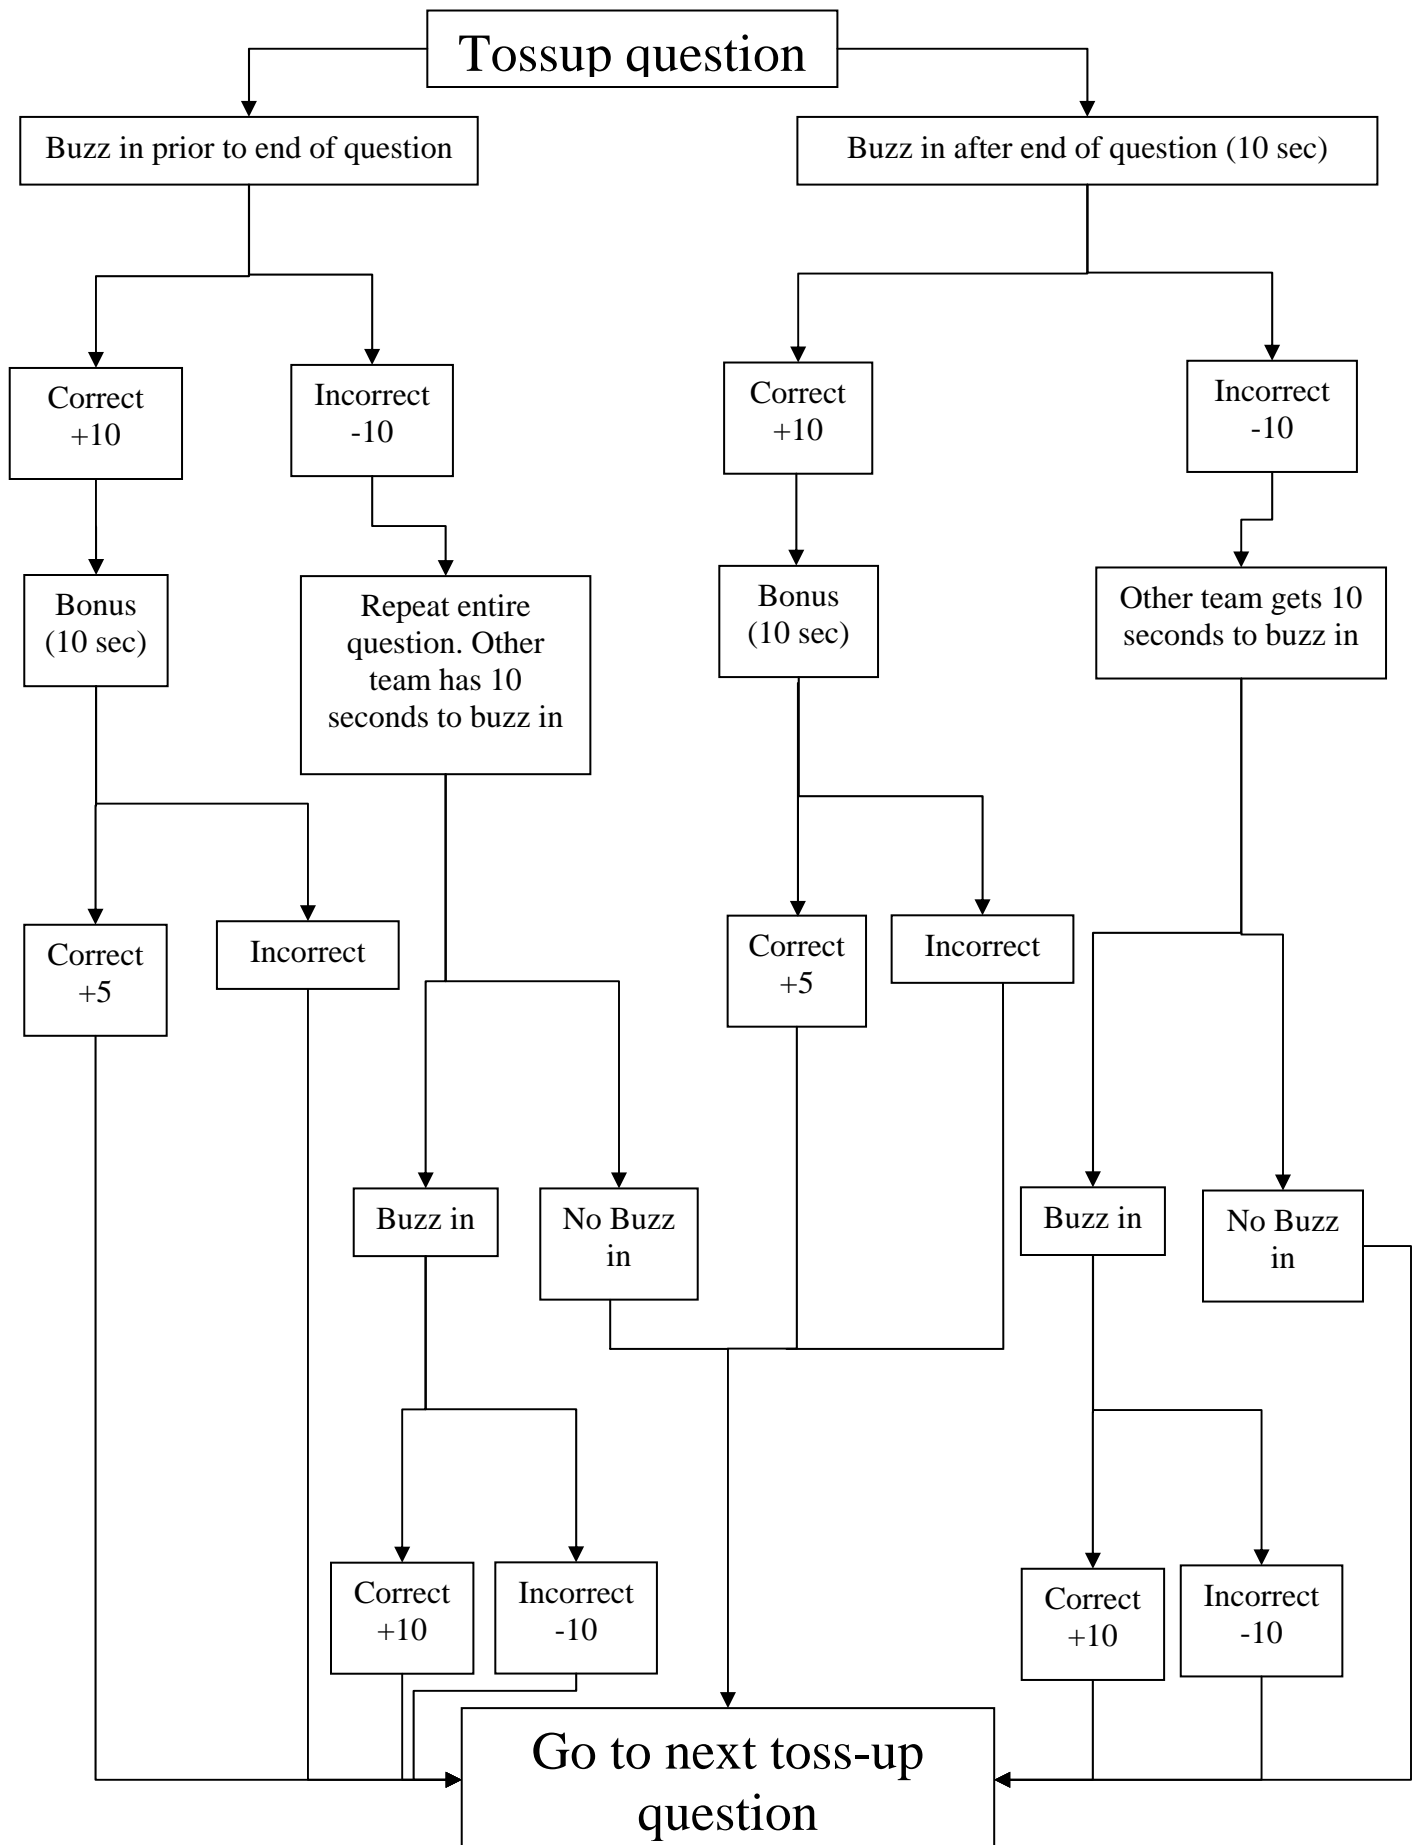 Tossup question
Buzz in prior to end of question
Buzz in after end of question (10 sec)
Correct
+10
Incorrect
-10
Correct
+10
Incorrect
-10
Bonus
(10 sec)
Repeat entire
question. Other
team has 10
seconds to buzz in
Bonus
(10 sec)
Other team gets 10
seconds to buzz in
Correct
+5
Incorrect
Correct
+5
Incorrect
Buzz in
No Buzz
in
Buzz in
No Buzz
in
Correct
+10
Incorrect
-10
Correct
+10
Incorrect
-10
Go to next toss-up
question